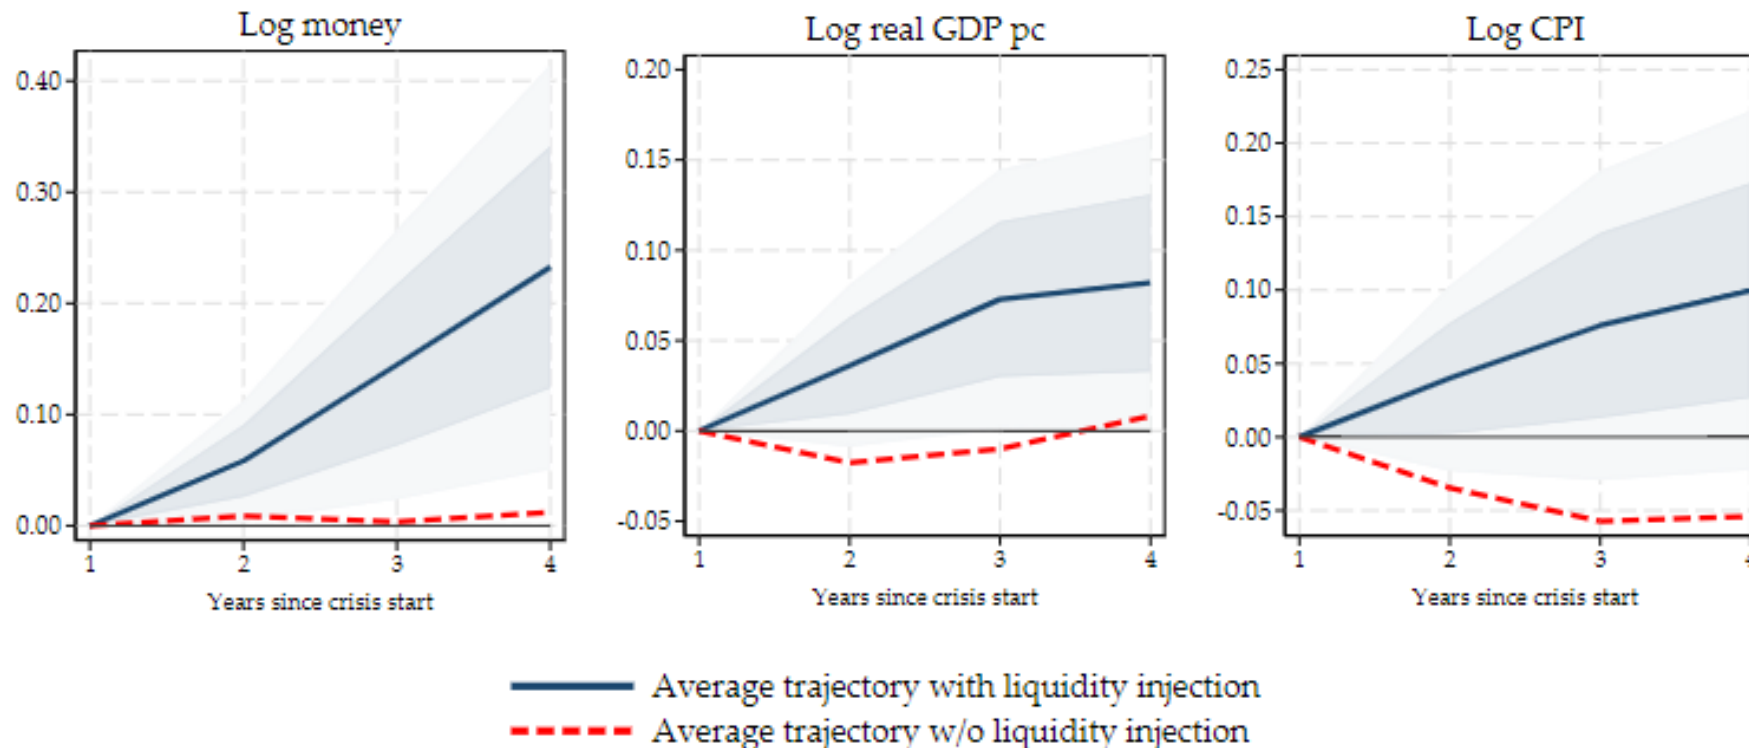 Log money
0.40
0.30
0.20
0.10
0.00
1 2 3 4
Years since crisis start
Log real GDP pc
0.20
0.15
0.10
0.05
0.00
-0.05
1 2 3 4
Years since crisis start
Log CPI
0.25
0.20
0.15
0.10
0.05
0.00
-0.05
1 2 3 4
Years since crisis start
Average trajectory with liquidity injection
Average trajectory w/o liquidity injection